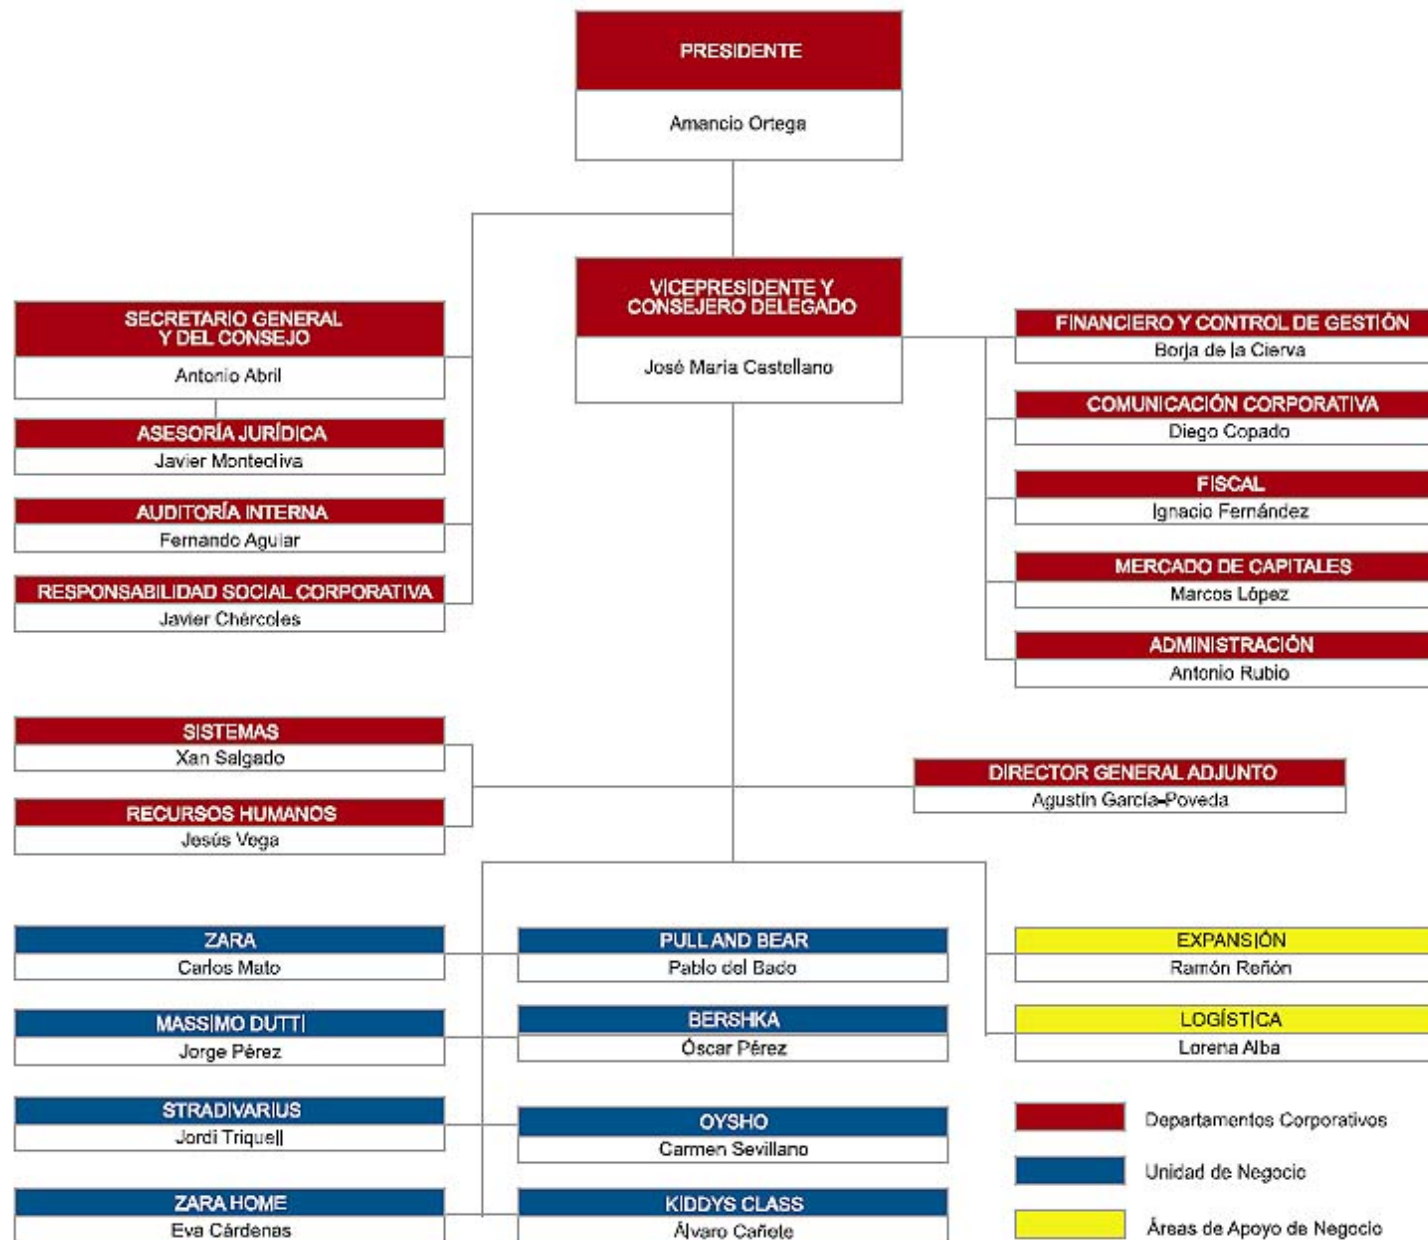 PRESIDENTE
Amancio Ortega
VICEPRESIDENTE Y
CONSEJERO DELEGADO
José Maria Castellano
SECRETARIO GENERAL
Y DEL CONSEJO
Antonio Abril
ASESORÍA JURÍDICA
Javier Monteoliva
AUDITORÍA INTERNA
Fernando Aguiar
RESPONSABILIDAD SOCIAL CORPORATIVA
Javier Chércoles
FINANCIERO Y CONTROL DE GESTIÓN
Borja de la Cierva
COMUNICACIÓN CORPORATIVA
Diego Copado
FISCAL
Ignacio Fernández
MERCADO DE CAPITALES
Marcos López
ADMINISTRACIÓN
Antonio Rubio
SISTEMAS
Xan Salgado
RECURSOS HUMANOS
Jesús Vega
DIRECTOR GENERAL ADJUNTO
Agustín García-Poveda
ZARA
Carlos Mato
PULL AND BEAR
Pablo del Bado
MASSIMO DUTTI
Jorge Pérez
BERSHKA
Óscar Pérez
STRADIVARIUS
Jordi Triquell
OYSHO
Carmen Sevillano
ZARA HOME
Eva Cárdenas
KIDDYS CLASS
Álvaro Cañete
EXPANSIÓN
Ramón Reñón
LOGÍSTICA
Lorena Alba
Departamentos Corporativos
Unidad de Negocio
Áreas de Apoyo de Negocio